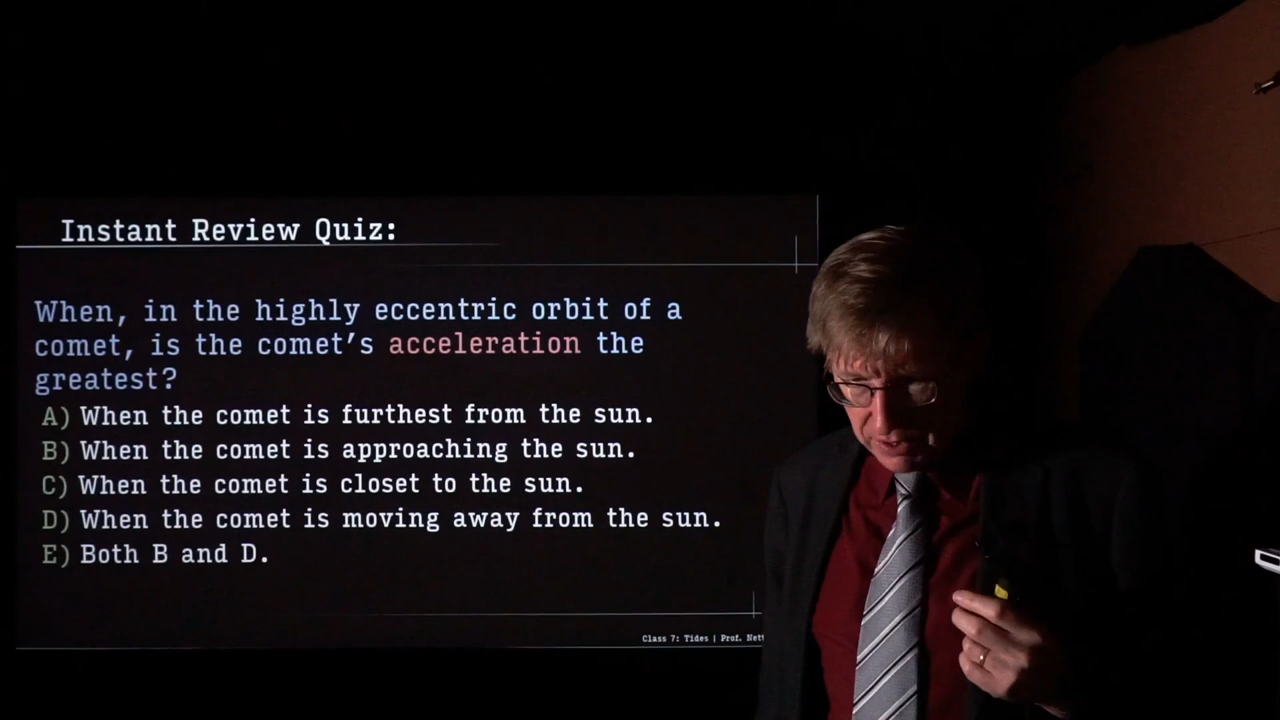 Instant Review Quiz:
When, in the highly eccentric orbit of a
comet, is the comet’s acceleration the
greatest?
A) When the comet is furthest from the sun.
B) When the comet is approaching the sun.
C) When the comet is closet to the sun.
D) When the comet is moving away from the sun.
E) Both B and D.
Class 7: Tides | Prof.